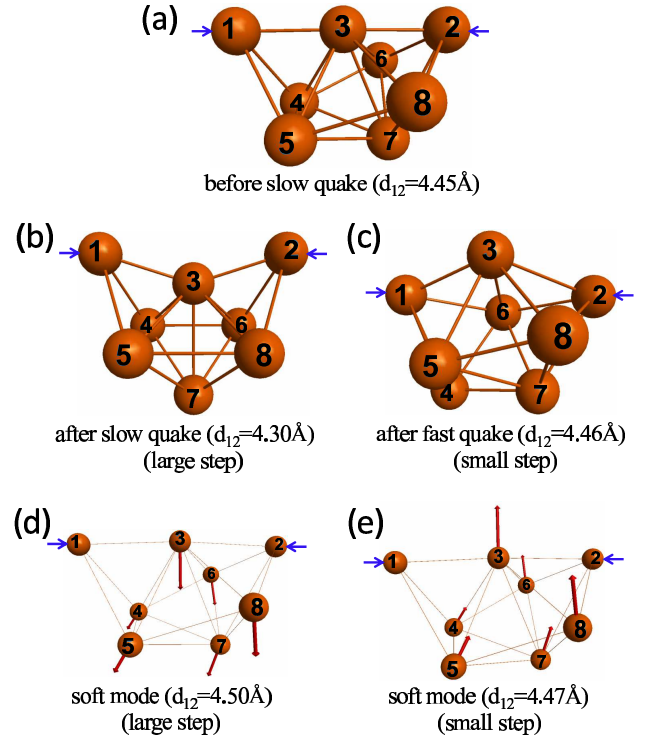 (a)
1 3 2
6
4 8
5 7
before slow quake (d12=4.45Å)
(b) (c)
1 2 3
3 1 2
4 6 6
5 8 8
7 5
4 7
after slow quake (d12=4.30Å) after fast quake (d12=4.46Å)
(large step) (small step)
(d) (e)
1 3 2 1 3 2
6 6
4 8 4 8
5 7 5 7
soft mode (d12=4.50Å) soft mode (d12=4.47Å)
(large step) (small step)